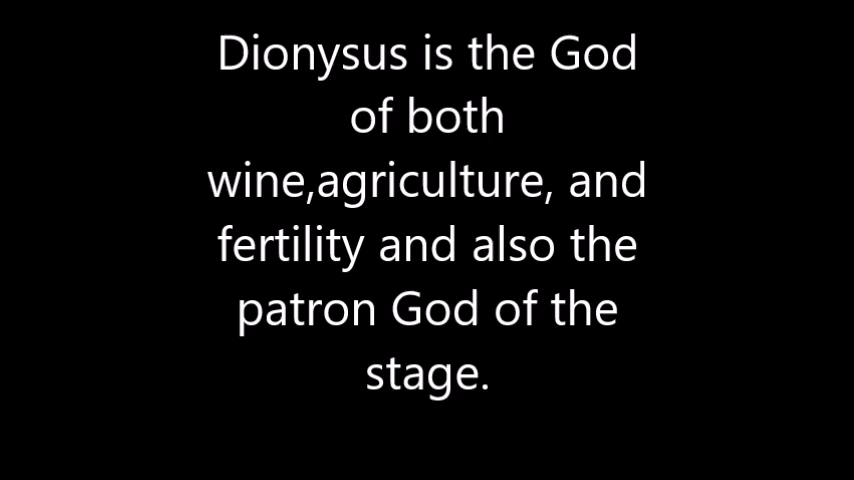 Dionysus is the God
of both
wine,agriculture, and
fertility and also the
patron God of the
stage.